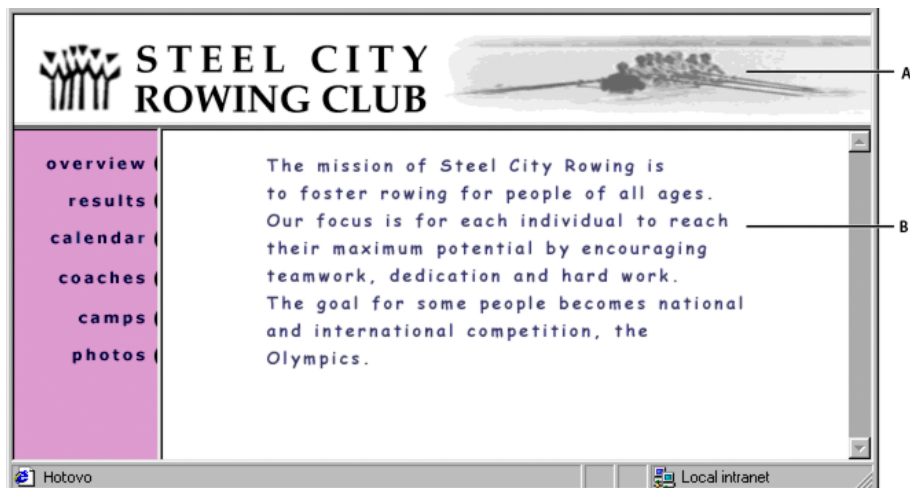 STEEL CITY
ROWING CLUB
A
overview
results
calendar
coaches
camps
photos
The mission of Steel City Rowing is
to foster rowing for people of all ages.
Our focus is for each individual to reach
their maximum potential by encouraging
teamwork, dedication and hard work.
The goal for some people becomes national
and international competition, the
Olympics.
B
Hotovo
Local intranet